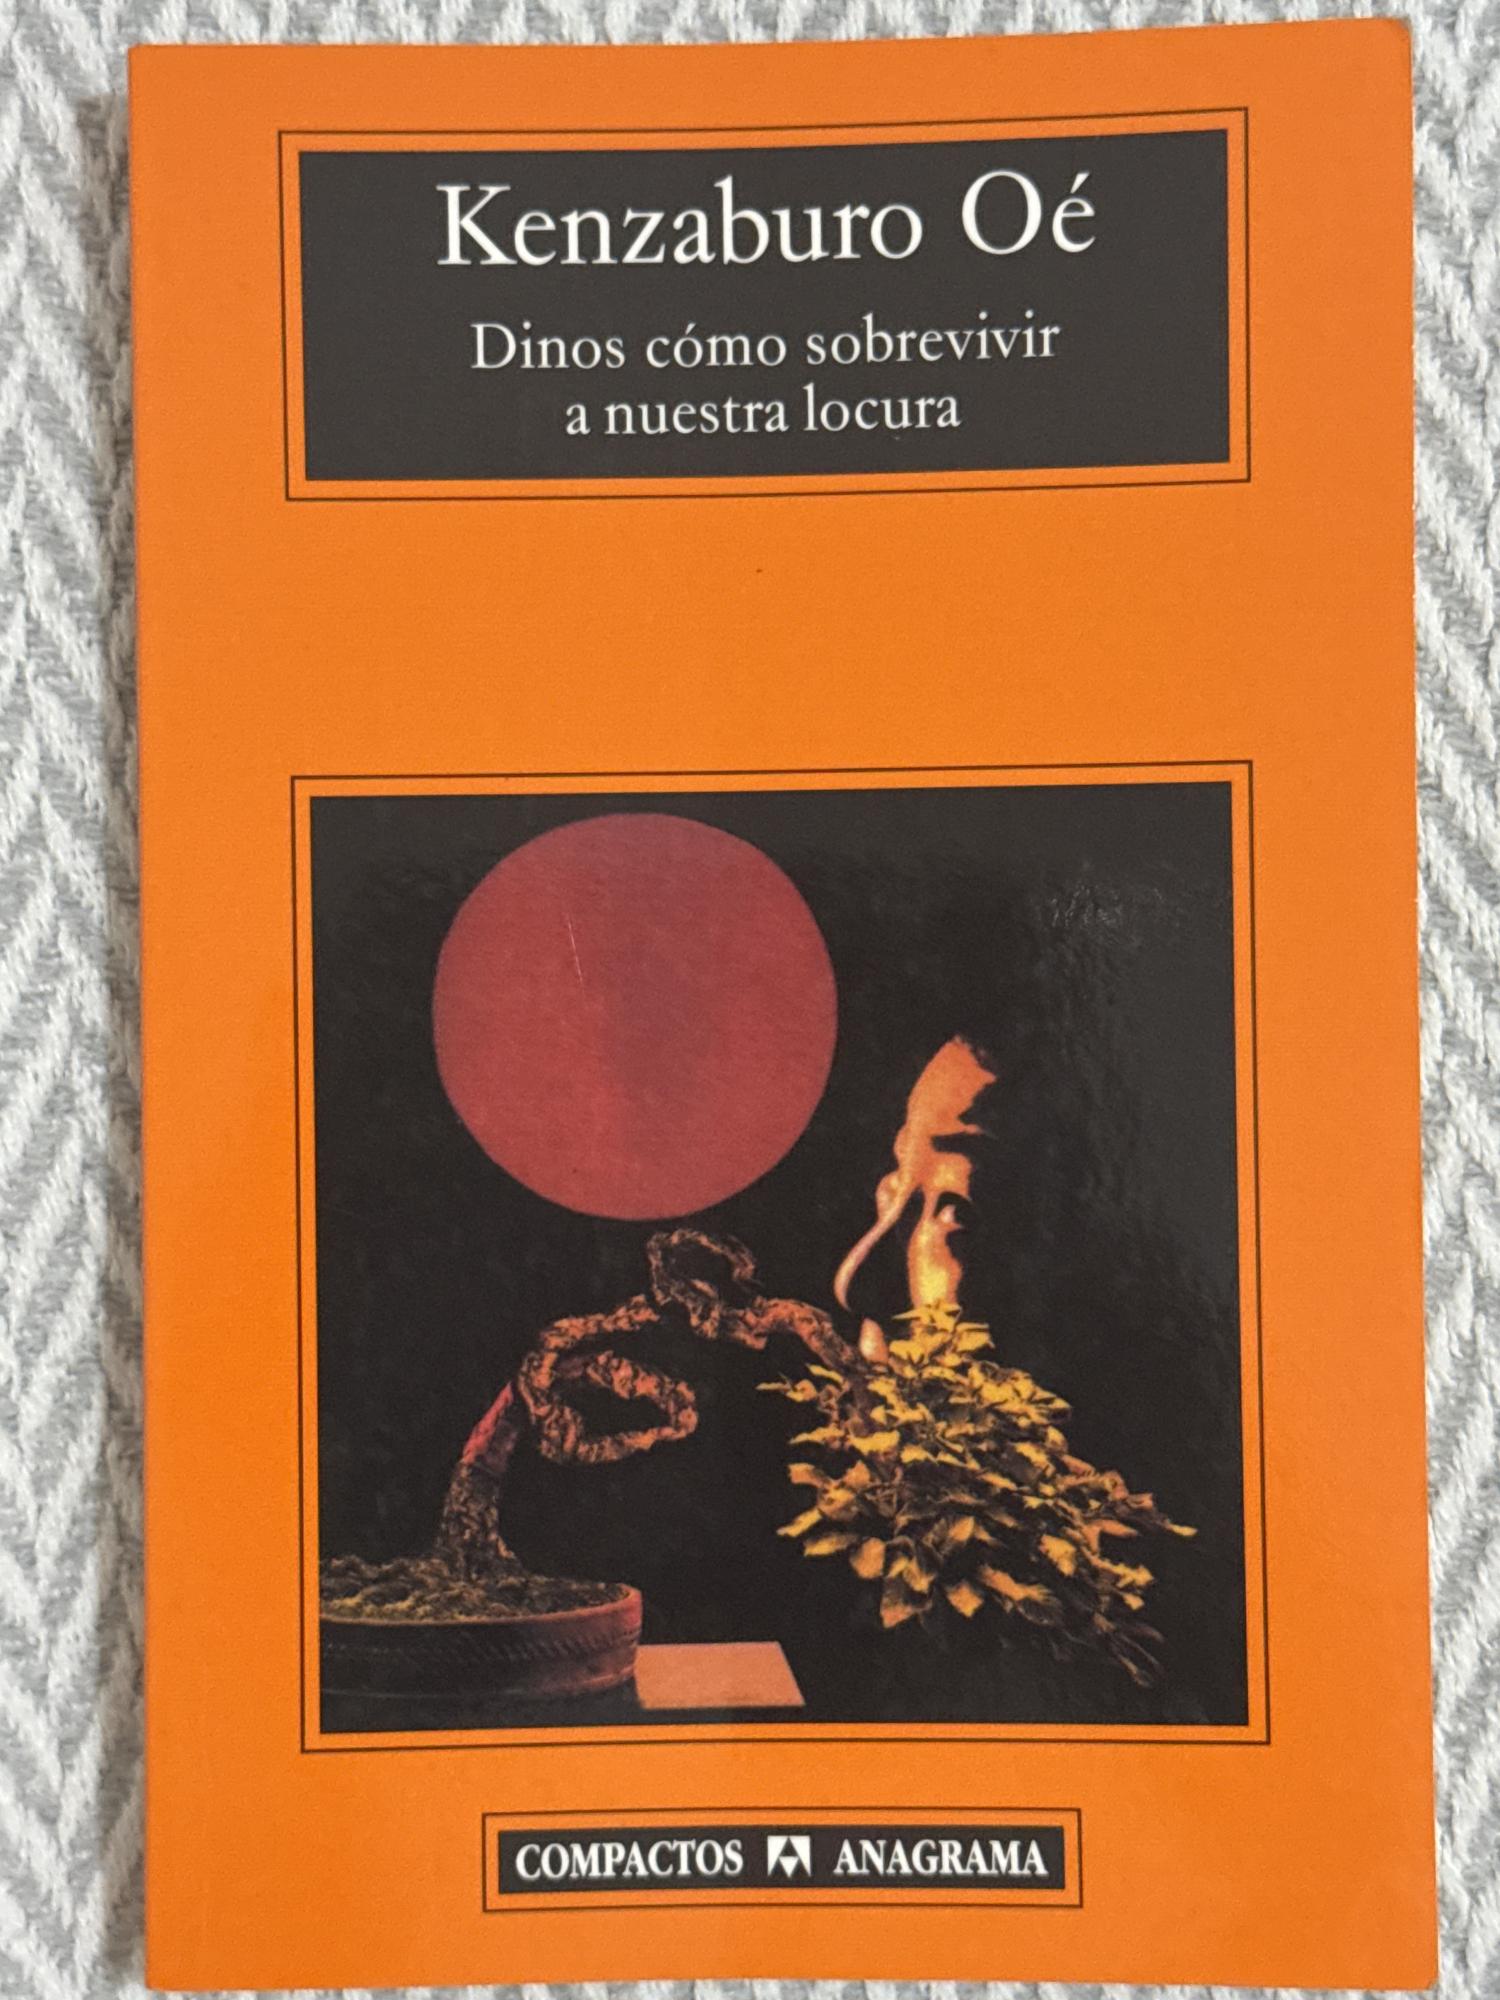 Kenzaburo Oé
Dinos cómo sobrevivir
a nuestra locura
COMPACTOS ANAGRAMA